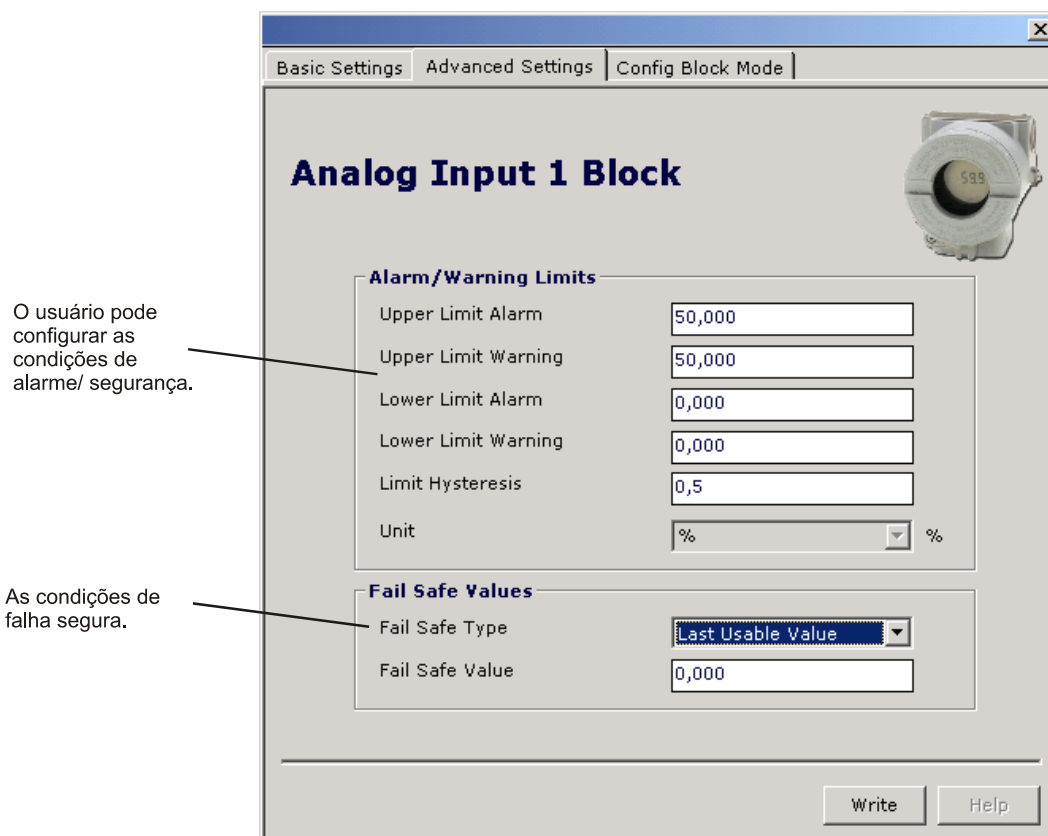 Basic Settings Advanced Settings Config Block Mode
Analog Input 1 Block
59.9
O usuário pode
configurar as
condições de
alarme/ segurança.
Alarm/Warning Limits
Upper Limit Alarm 50,000
Upper Limit Warning 50,000
Lower Limit Alarm 0,000
Lower Limit Warning 0,000
Limit Hysteresis 0,5
Unit % %
As condições de
falha segura.
Fail Safe Values
Fail Safe Type Last Usable Value
Fail Safe Value 0,000
Write Help